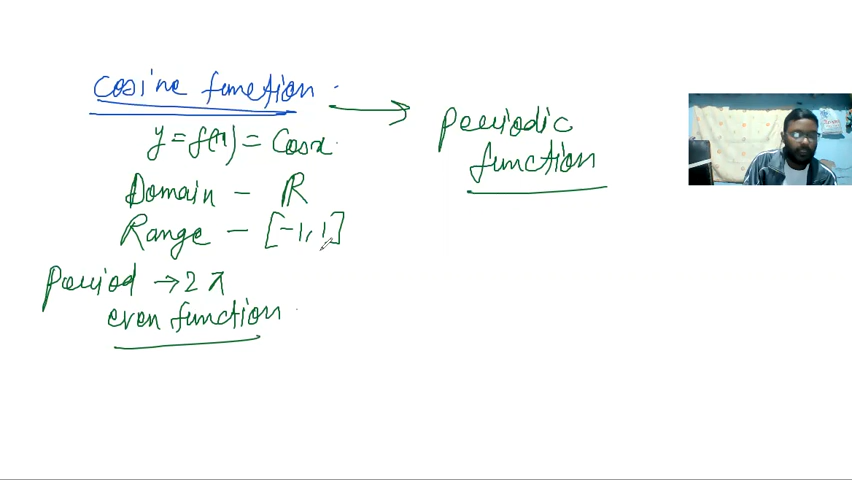 Cosine function
y = f(x) = Cosx
Domain - ℝ
Range - [-1, 1]
Period → 2π
even function
Periodic
function